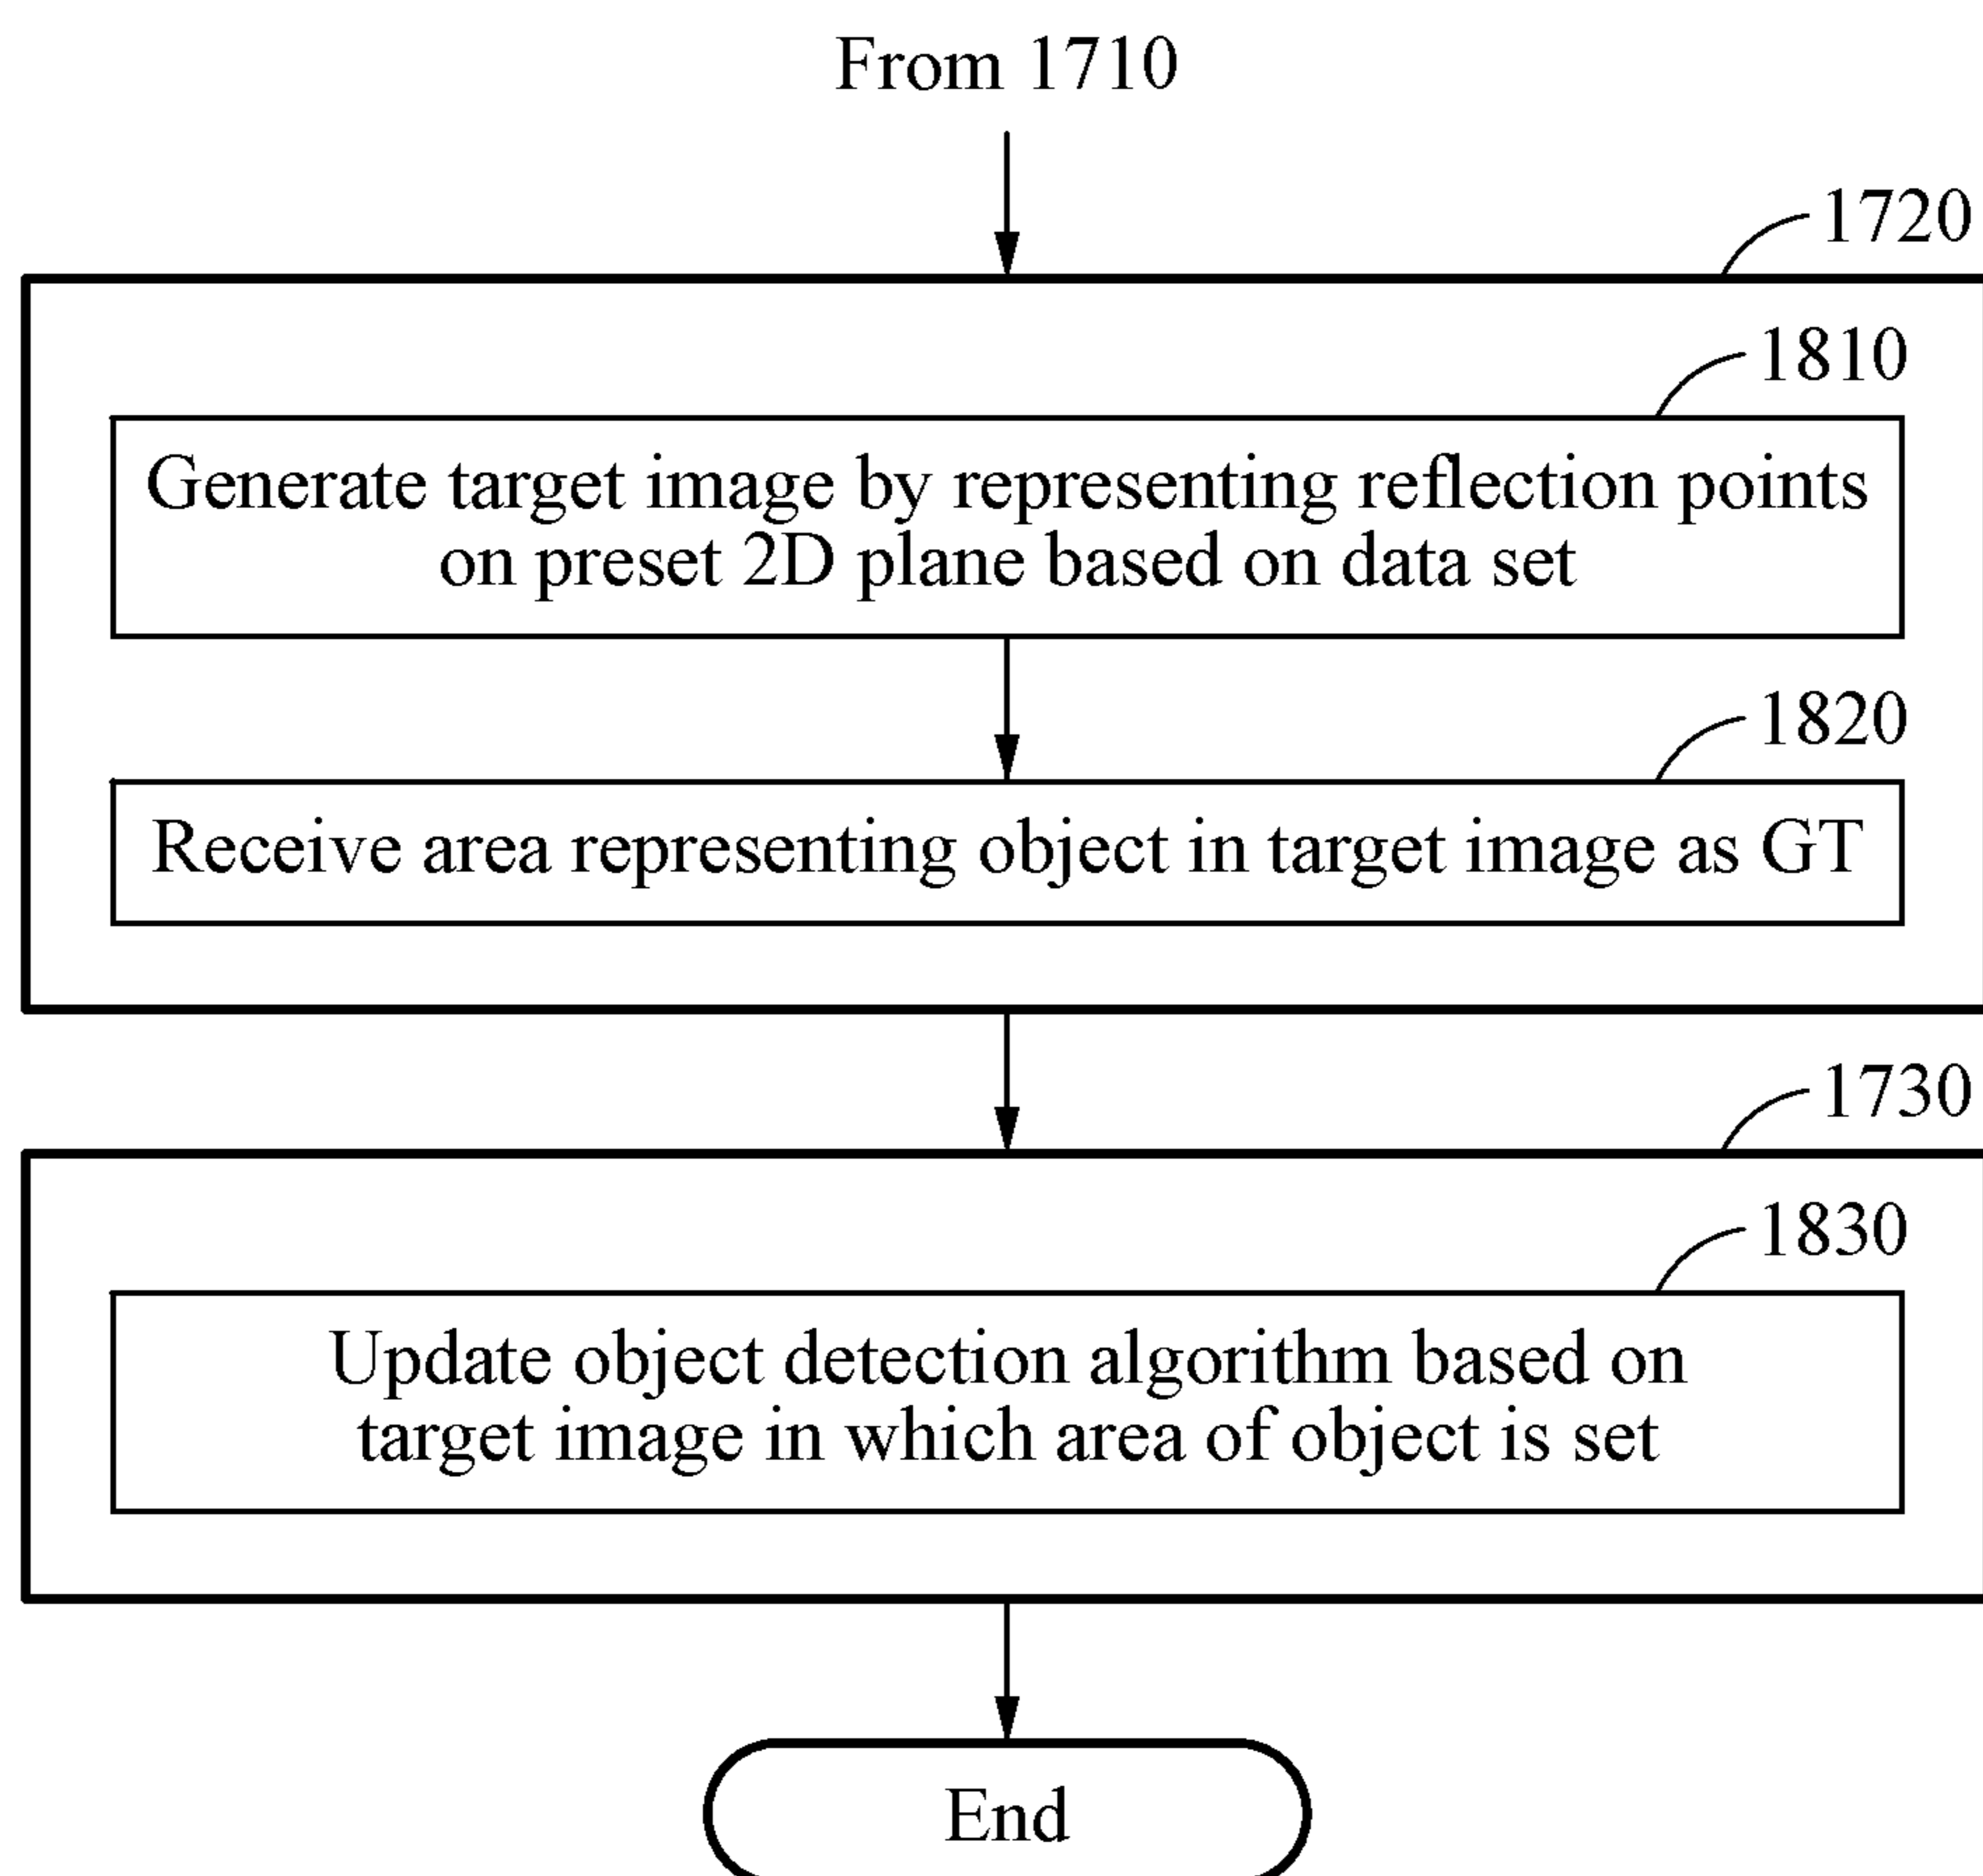 From 1710
1720
1810
Generate target image by representing reflection points
on preset 2D plane based on data set
1820
Receive area representing object in target image as GT
1730
1830
Update object detection algorithm based on
target image in which area of object is set
End